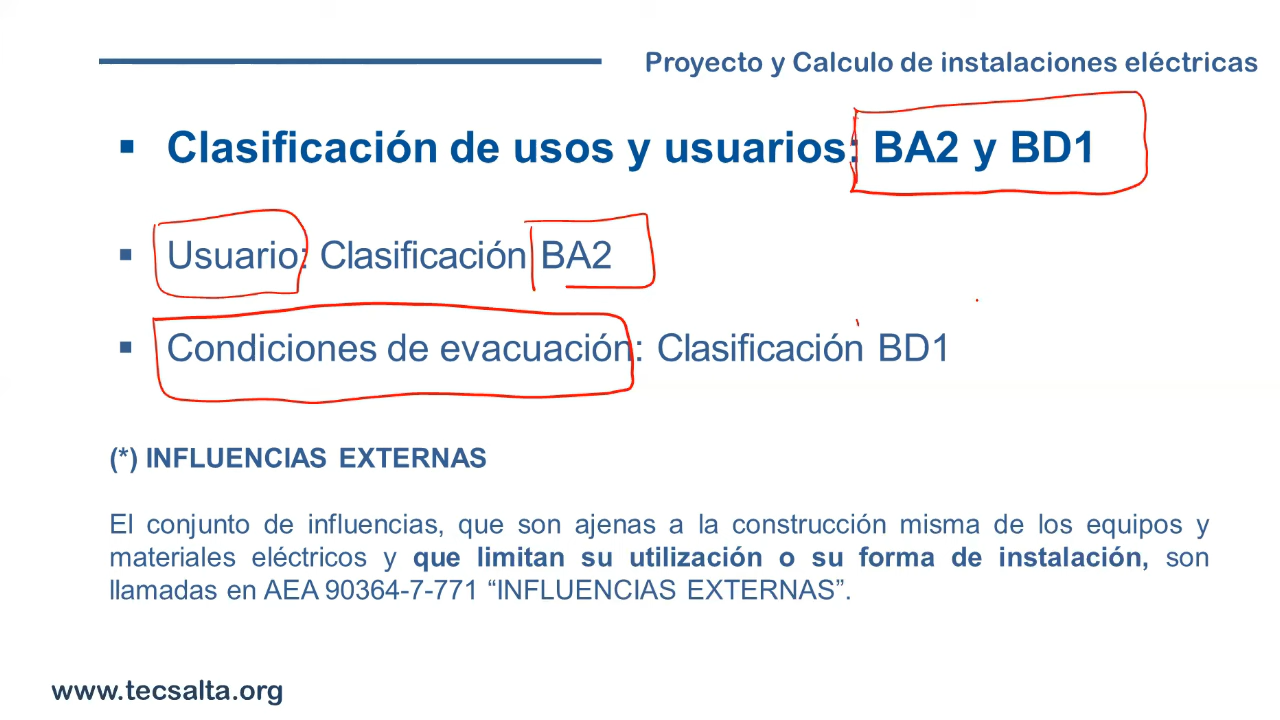 Proyecto y Calculo de instalaciones eléctricas
▪ Clasificación de usos y usuarios: BA2 y BD1
▪ Usuario: Clasificación BA2
▪ Condiciones de evacuación: Clasificación BD1
(*) INFLUENCIAS EXTERNAS
El conjunto de influencias, que son ajenas a la construcción misma de los equipos y
materiales eléctricos y que limitan su utilización o su forma de instalación, son
llamadas en AEA 90364-7-771 “INFLUENCIAS EXTERNAS”.
www.tecsalta.org